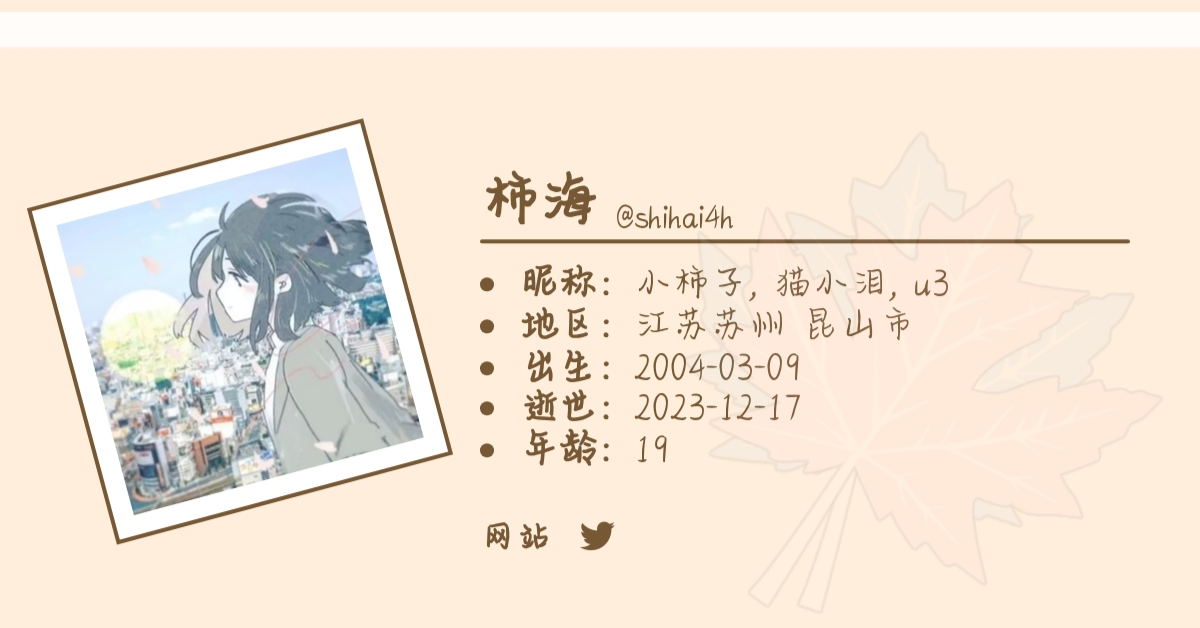 柿海 @shihai4h
昵称: 小柿子, 猫小泪, u3
地区: 江苏苏州 昆山市
出生: 2004-03-09
逝世: 2023-12-17
年龄: 19
网站